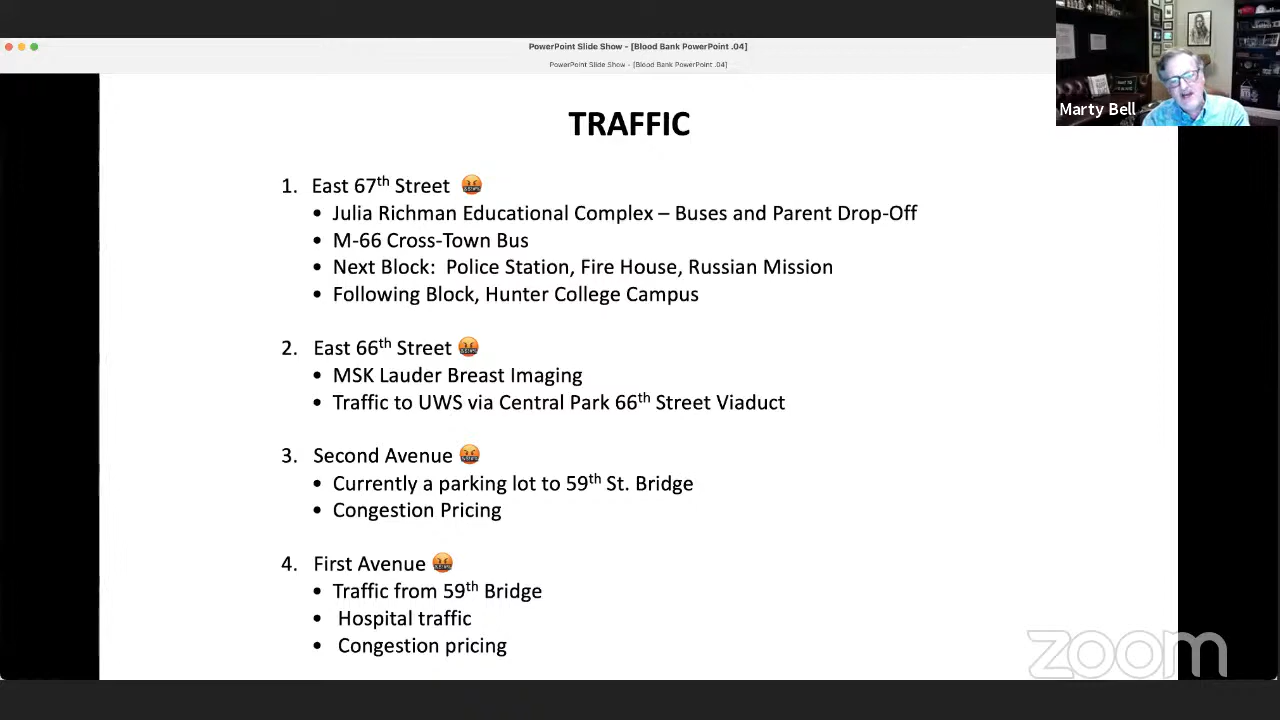 PowerPoint Slide Show - [Blood Bank PowerPoint .04]
PowerPoint Slide Show - [Blood Bank PowerPoint .04]
Marty Bell
TRAFFIC
1. East 67th Street 🤬
• Julia Richman Educational Complex – Buses and Parent Drop-Off
• M-66 Cross-Town Bus
• Next Block: Police Station, Fire House, Russian Mission
• Following Block, Hunter College Campus
2. East 66th Street 🤬
• MSK Lauder Breast Imaging
• Traffic to UWS via Central Park 66th Street Viaduct
3. Second Avenue 🤬
• Currently a parking lot to 59th St. Bridge
• Congestion Pricing
4. First Avenue 🤬
• Traffic from 59th Bridge
• Hospital traffic
• Congestion pricing
zoom